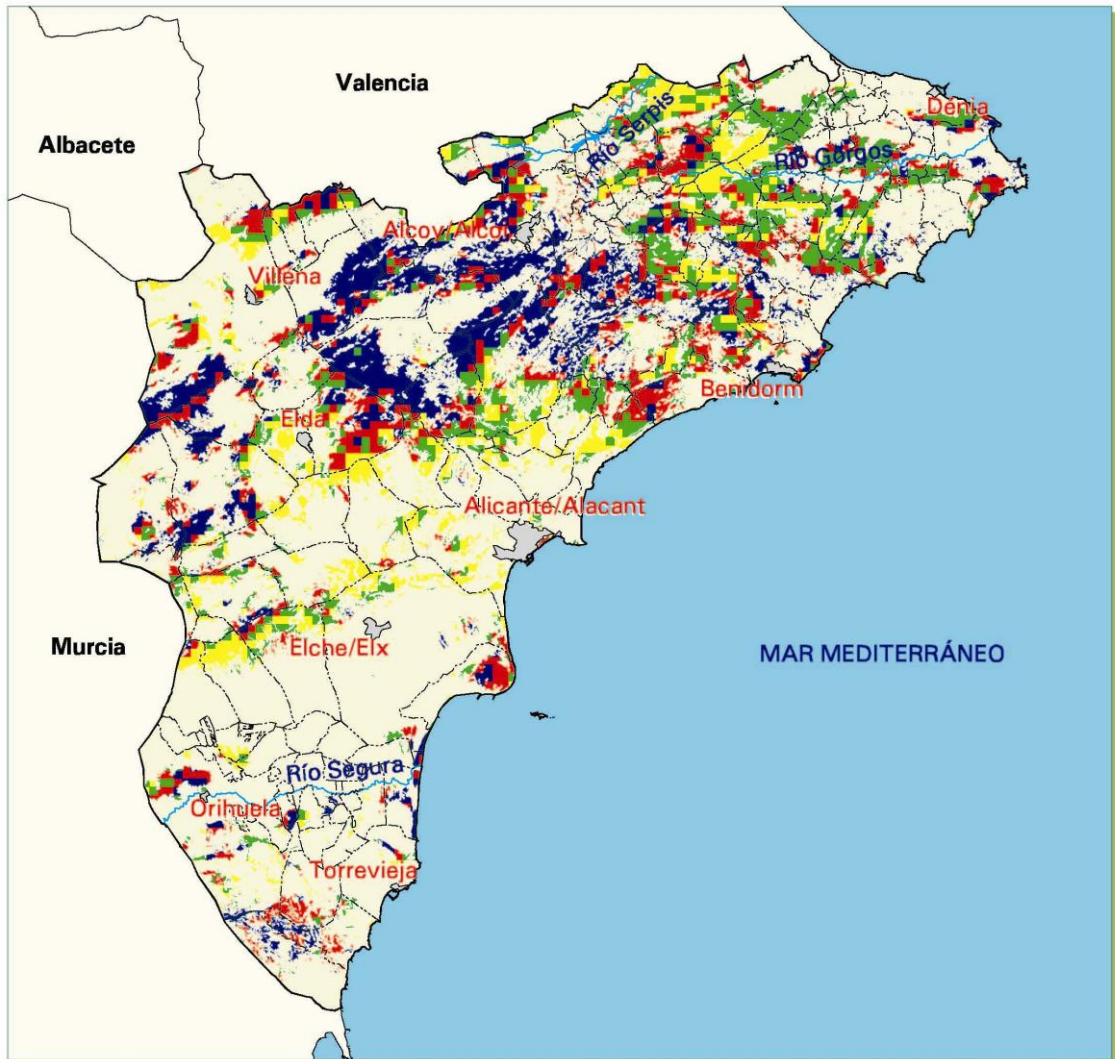 Valencia
Albacete
Dénia
Río Serpis
Río Gorgos
Alcoy/Alcoi
Villena
Benidorm
Elda
Alicante/Alacant
Murcia
Elche/Elx
MAR MEDITERRÁNEO
Río Segura
Orihuela
Torrevieja